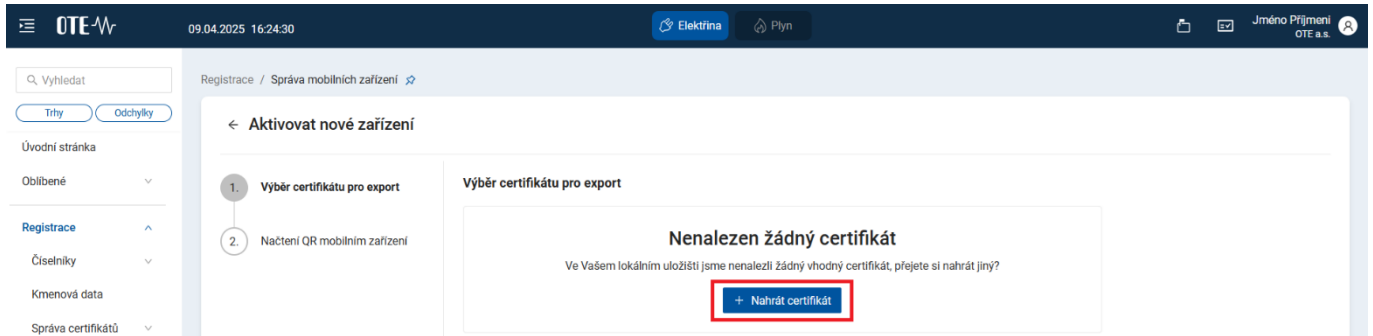 OTE
09.04.2025 16:24:30
Elektřina
Plyn
Jméno Příjmení
OTE a.s.
Vyhledat
Trhy
Odchylky
Úvodní stránka
Oblíbené
Registrace
Číselníky
Kmenová data
Správa certifikátů
Registrace / Správa mobilních zařízení
Aktivovat nové zařízení
1. Výběr certifikátu pro export
2. Načtení QR mobilním zařízení
Výběr certifikátu pro export
Nenalezen žádný certifikát
Ve Vašem lokálním uložišti jsme nenalezli žádný vhodný certifikát, přejete si nahrát jiný?
+ Nahrát certifikát